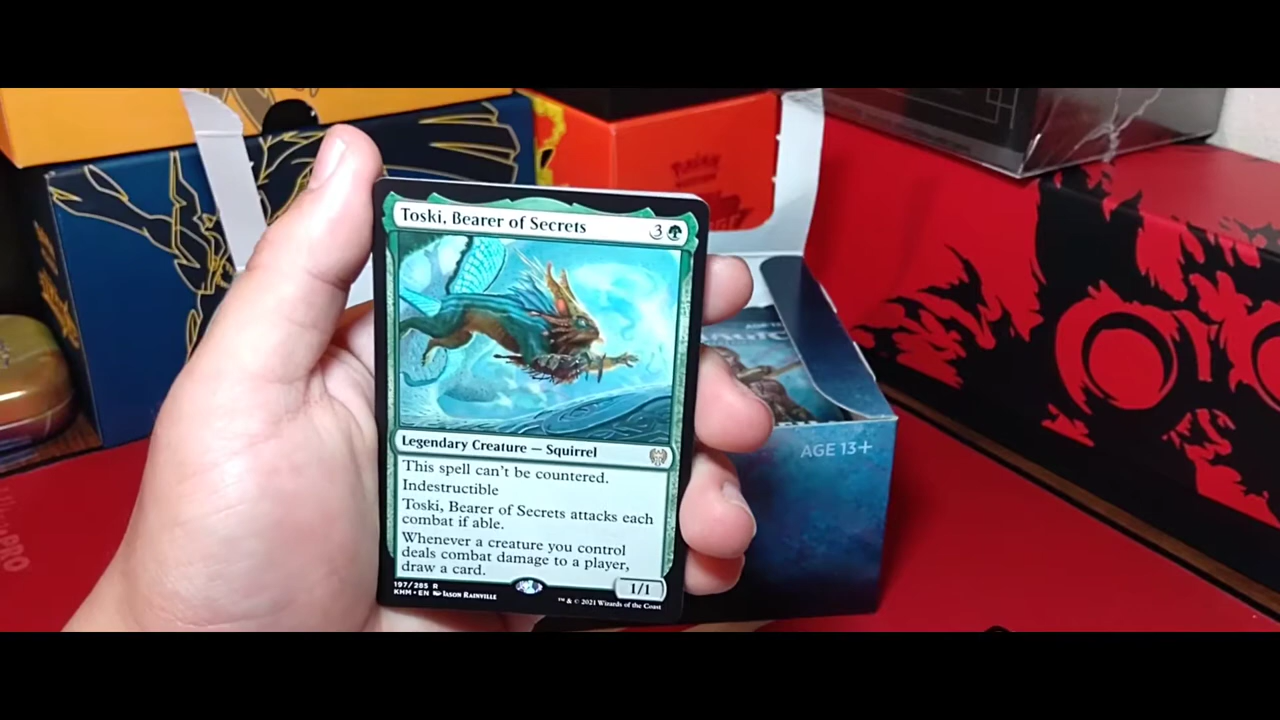 Toski, Bearer of Secrets 3
Legendary Creature — Squirrel
This spell can't be countered.
Indestructible
Toski, Bearer of Secrets attacks each
combat if able.
Whenever a creature you control
deals combat damage to a player,
draw a card.
1/1
197/285 R
KHM • EN Jason Rainville
™ & © 2021 Wizards of the Coast
AGE 13+